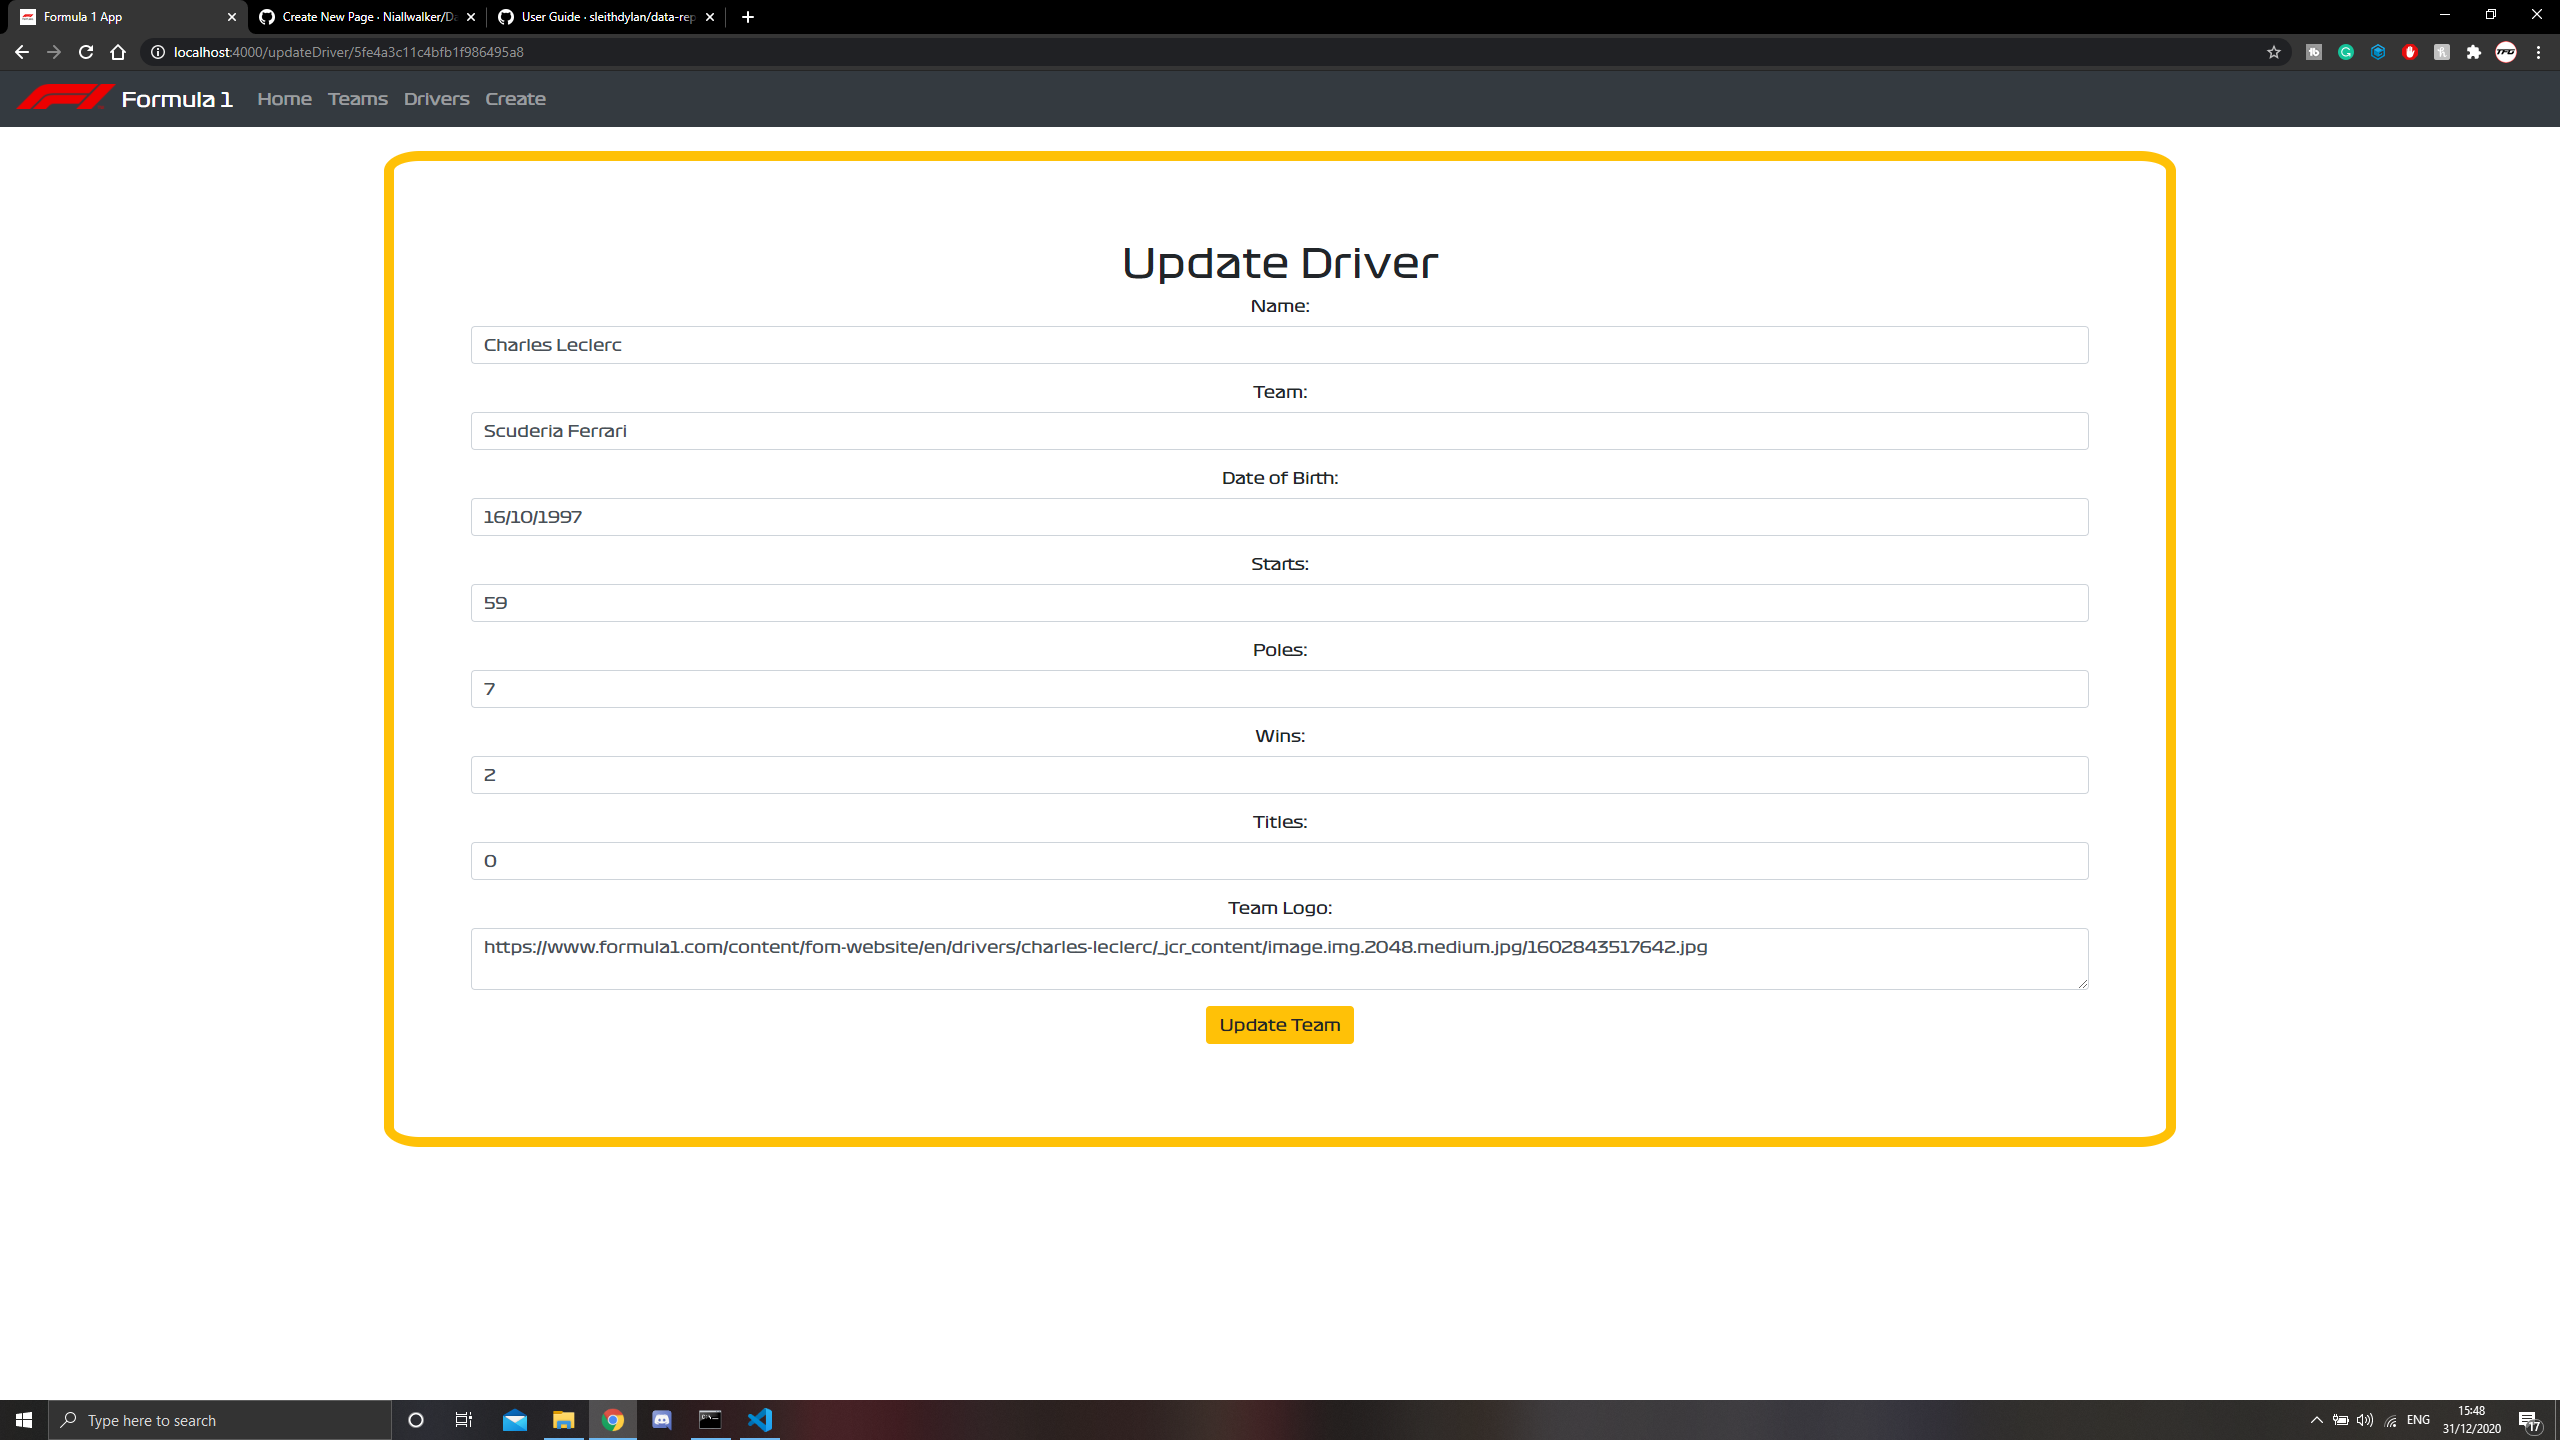 Formula 1 App
Create New Page · Niallwalker/Da
User Guide · sleithdylan/data-rep
localhost:4000/updateDriver/5fe4a3c11c4bfb1f986495a8
Formula 1 Home Teams Drivers Create
Update Driver
Name:
Charles Leclerc
Team:
Scuderia Ferrari
Date of Birth:
16/10/1997
Starts:
59
Poles:
7
Wins:
2
Titles:
0
Team Logo:
https://www.formula1.com/content/fom-website/en/drivers/charles-leclerc/_jcr_content/image.img.2048.medium.jpg/1602843517642.jpg
Update Team
Type here to search
ENG
15:48
31/12/2020
17